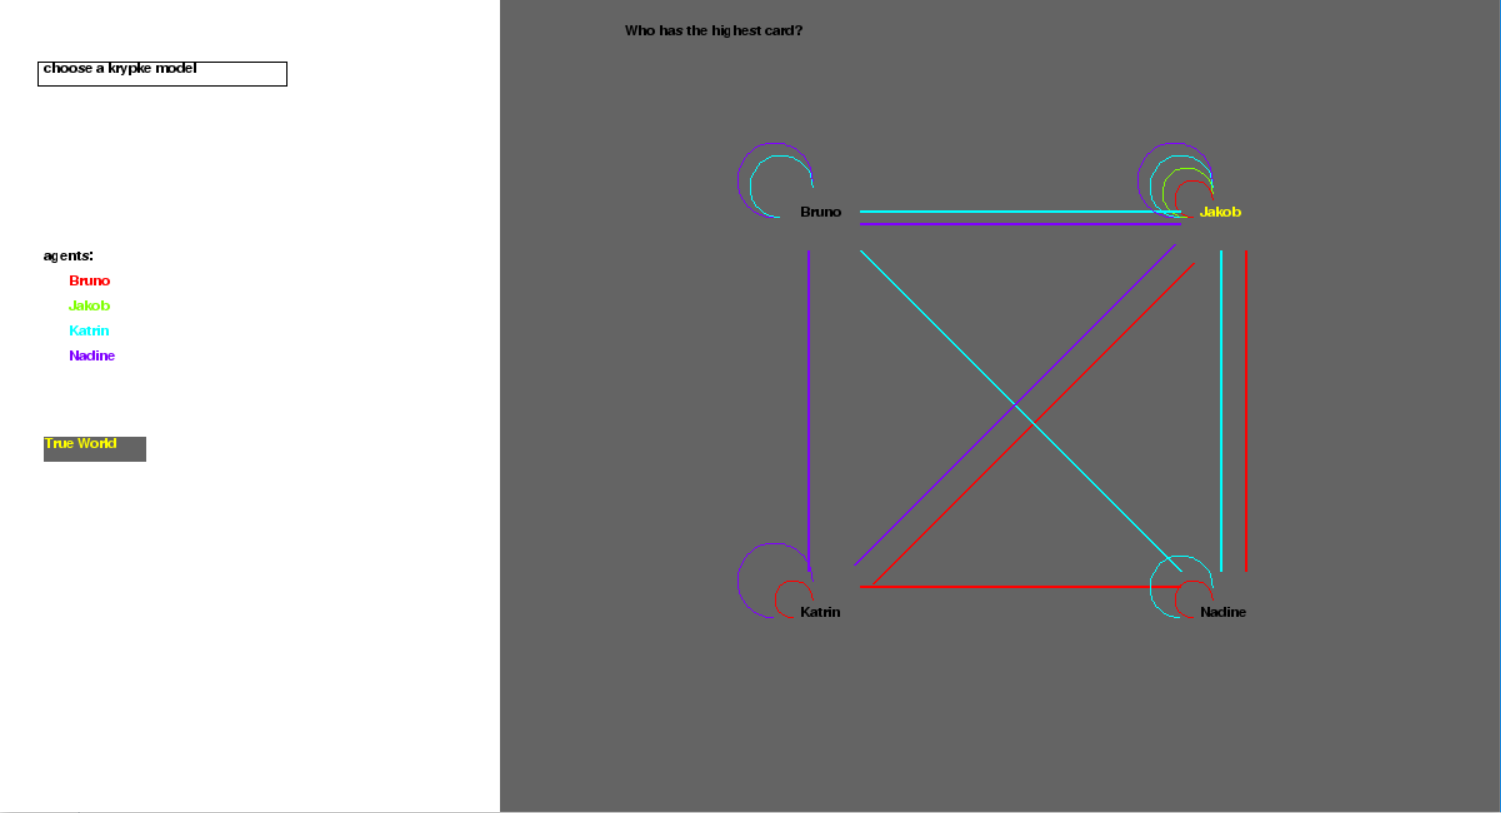 choose a krypke model
agents:
Bruno
Jakob
Katrin
Nadine
True World
Who has the highest card?
Bruno
Jakob
Katrin
Nadine